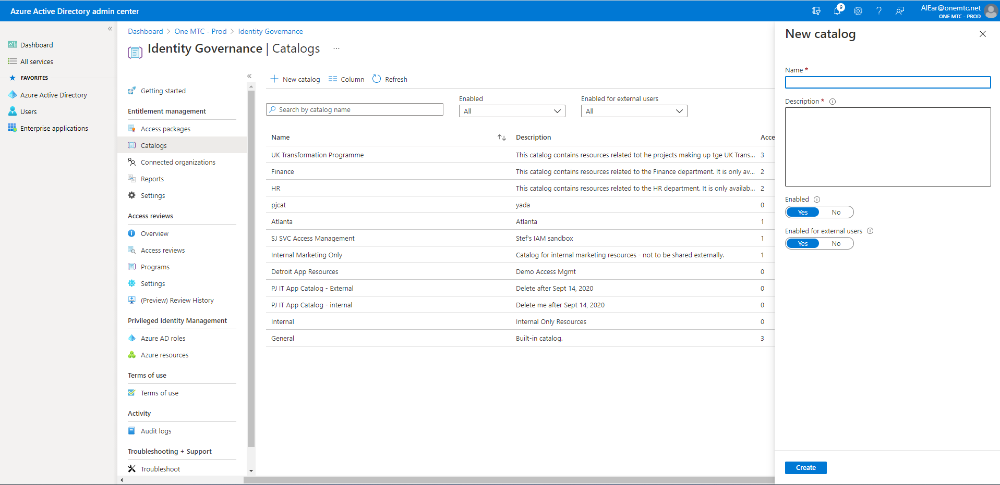 Azure Active Directory admin center
9
AlEar@onemtc.net
ONE MTC - PROD
Dashboard
All services
FAVORITES
Azure Active Directory
Users
Enterprise applications
Dashboard > One MTC - Prod > Identity Governance
Identity Governance | Catalogs ...
Getting started
Entitlement management
Access packages
Catalogs
Connected organizations
Reports
Settings
Access reviews
Overview
Access reviews
Programs
Settings
(Preview) Review History
Privileged Identity Management
Azure AD roles
Azure resources
Terms of use
Terms of use
Activity
Audit logs
Troubleshooting + Support
Troubleshoot
New catalog Column Refresh
Enabled Enabled for external users
Search by catalog name All All
Name Description Acce
UK Transformation Programme This catalog contains resources related tot he projects making up tge UK Trans... 3
Finance This catalog contains resources related to the Finance department. It is only av... 2
HR This catalog contains resources related to the HR department. It is only availab... 2
pjcat yada 0
Atlanta Atlanta 1
SJ SVC Access Management Stef's IAM sandbox 1
Internal Marketing Only Catalog for internal marketing resources - not to be shared externally. 1
Detroit App Resources Demo Access Mgmt 0
PJ IT App Catalog - External Delete after Sept 14, 2020 0
PJ IT App Catalog - internal Delete me after Sept 14, 2020 0
Internal Internal Only Resources 0
General Built-in catalog. 3
New catalog
Name *
Description *
Enabled
Yes No
Enabled for external users
Yes No
Create